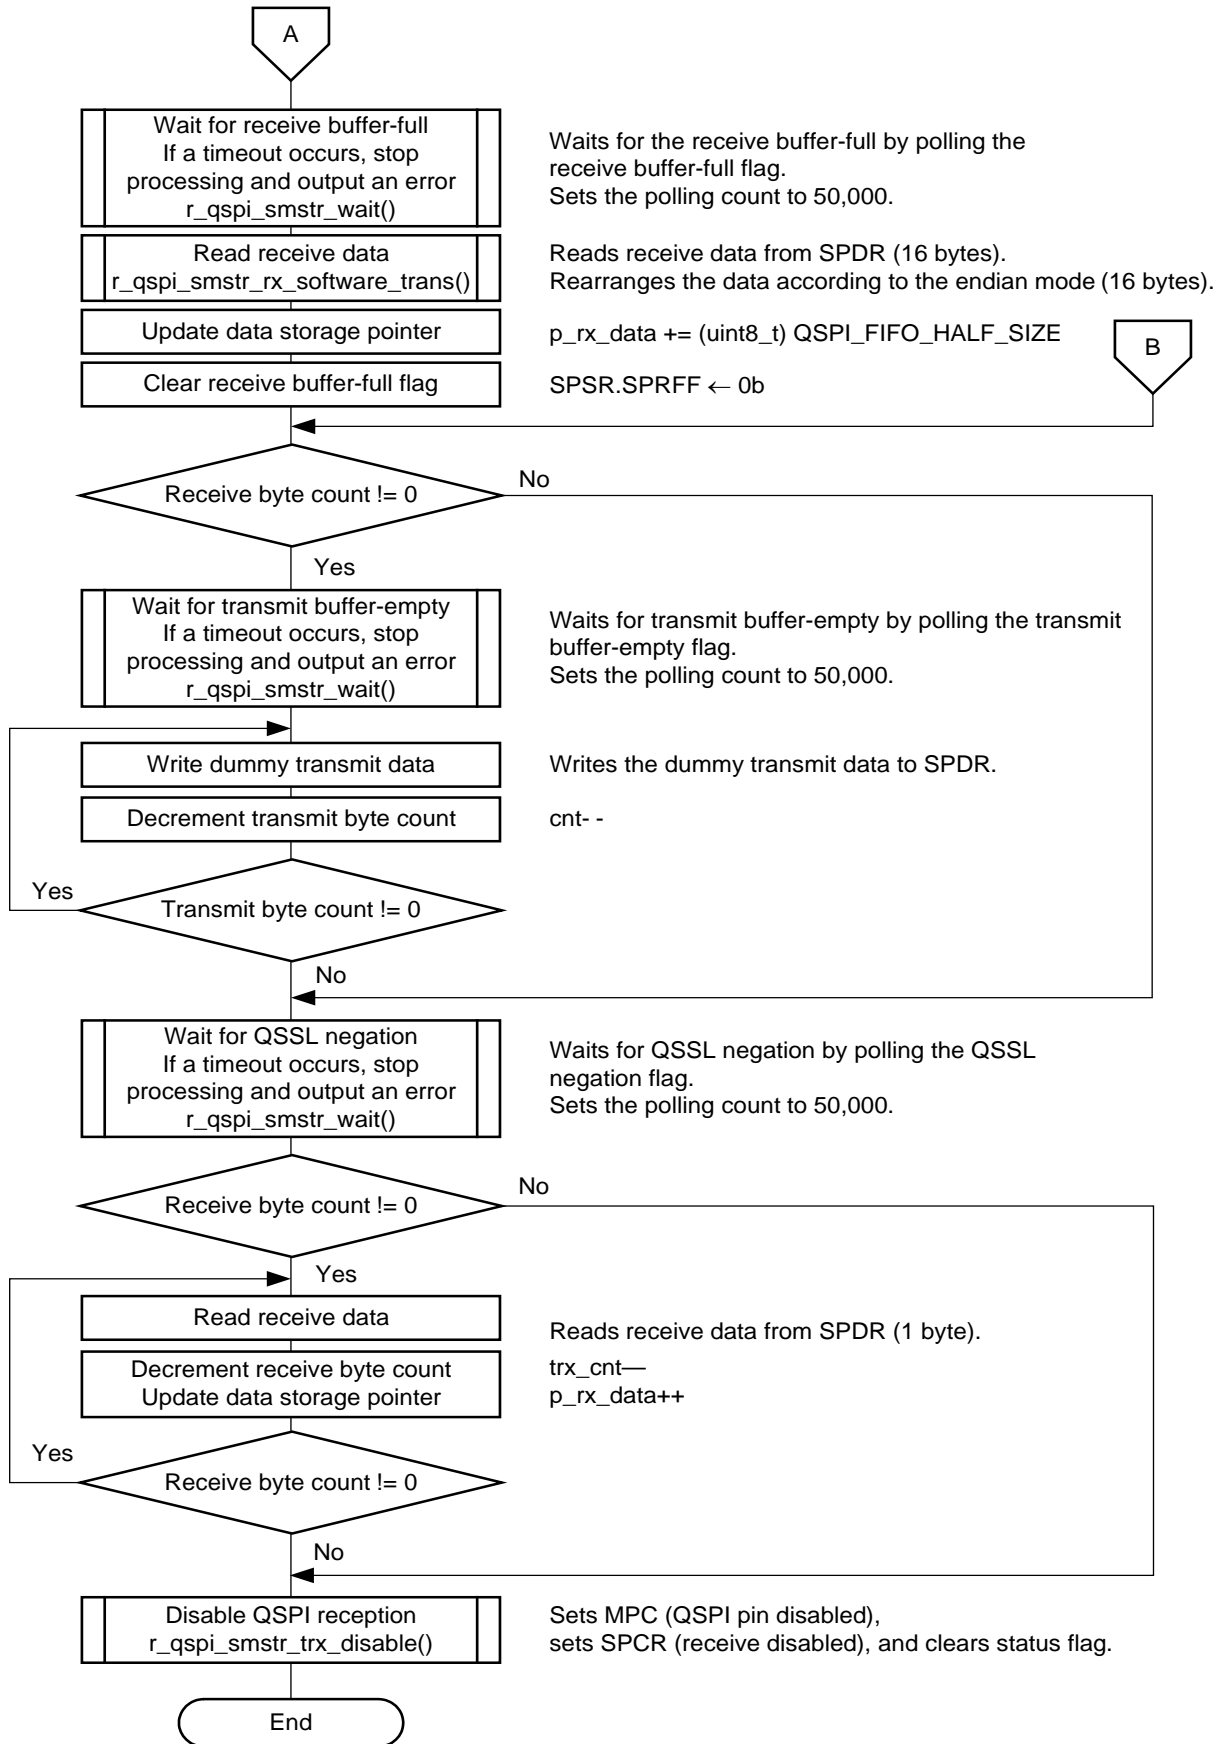 A
Wait for receive buffer-full
If a timeout occurs, stop
processing and output an error
r_qspi_smstr_wait()
Waits for the receive buffer-full by polling the
receive buffer-full flag.
Sets the polling count to 50,000.
Read receive data
r_qspi_smstr_rx_software_trans()
Reads receive data from SPDR (16 bytes).
Rearranges the data according to the endian mode (16 bytes).
Update data storage pointer
p_rx_data += (uint8_t) QSPI_FIFO_HALF_SIZE
B
Clear receive buffer-full flag
SPSR.SPRFF ← 0b
Receive byte count != 0
No
Yes
Wait for transmit buffer-empty
If a timeout occurs, stop
processing and output an error
r_qspi_smstr_wait()
Waits for transmit buffer-empty by polling the transmit
buffer-empty flag.
Sets the polling count to 50,000.
Write dummy transmit data
Writes the dummy transmit data to SPDR.
Decrement transmit byte count
cnt- -
Yes
Transmit byte count != 0
No
Wait for QSSL negation
If a timeout occurs, stop
processing and output an error
r_qspi_smstr_wait()
Waits for QSSL negation by polling the QSSL
negation flag.
Sets the polling count to 50,000.
Receive byte count != 0
No
Yes
Read receive data
Reads receive data from SPDR (1 byte).
Decrement receive byte count
Update data storage pointer
trx_cnt—
p_rx_data++
Yes
Receive byte count != 0
No
Disable QSPI reception
r_qspi_smstr_trx_disable()
Sets MPC (QSPI pin disabled),
sets SPCR (receive disabled), and clears status flag.
End